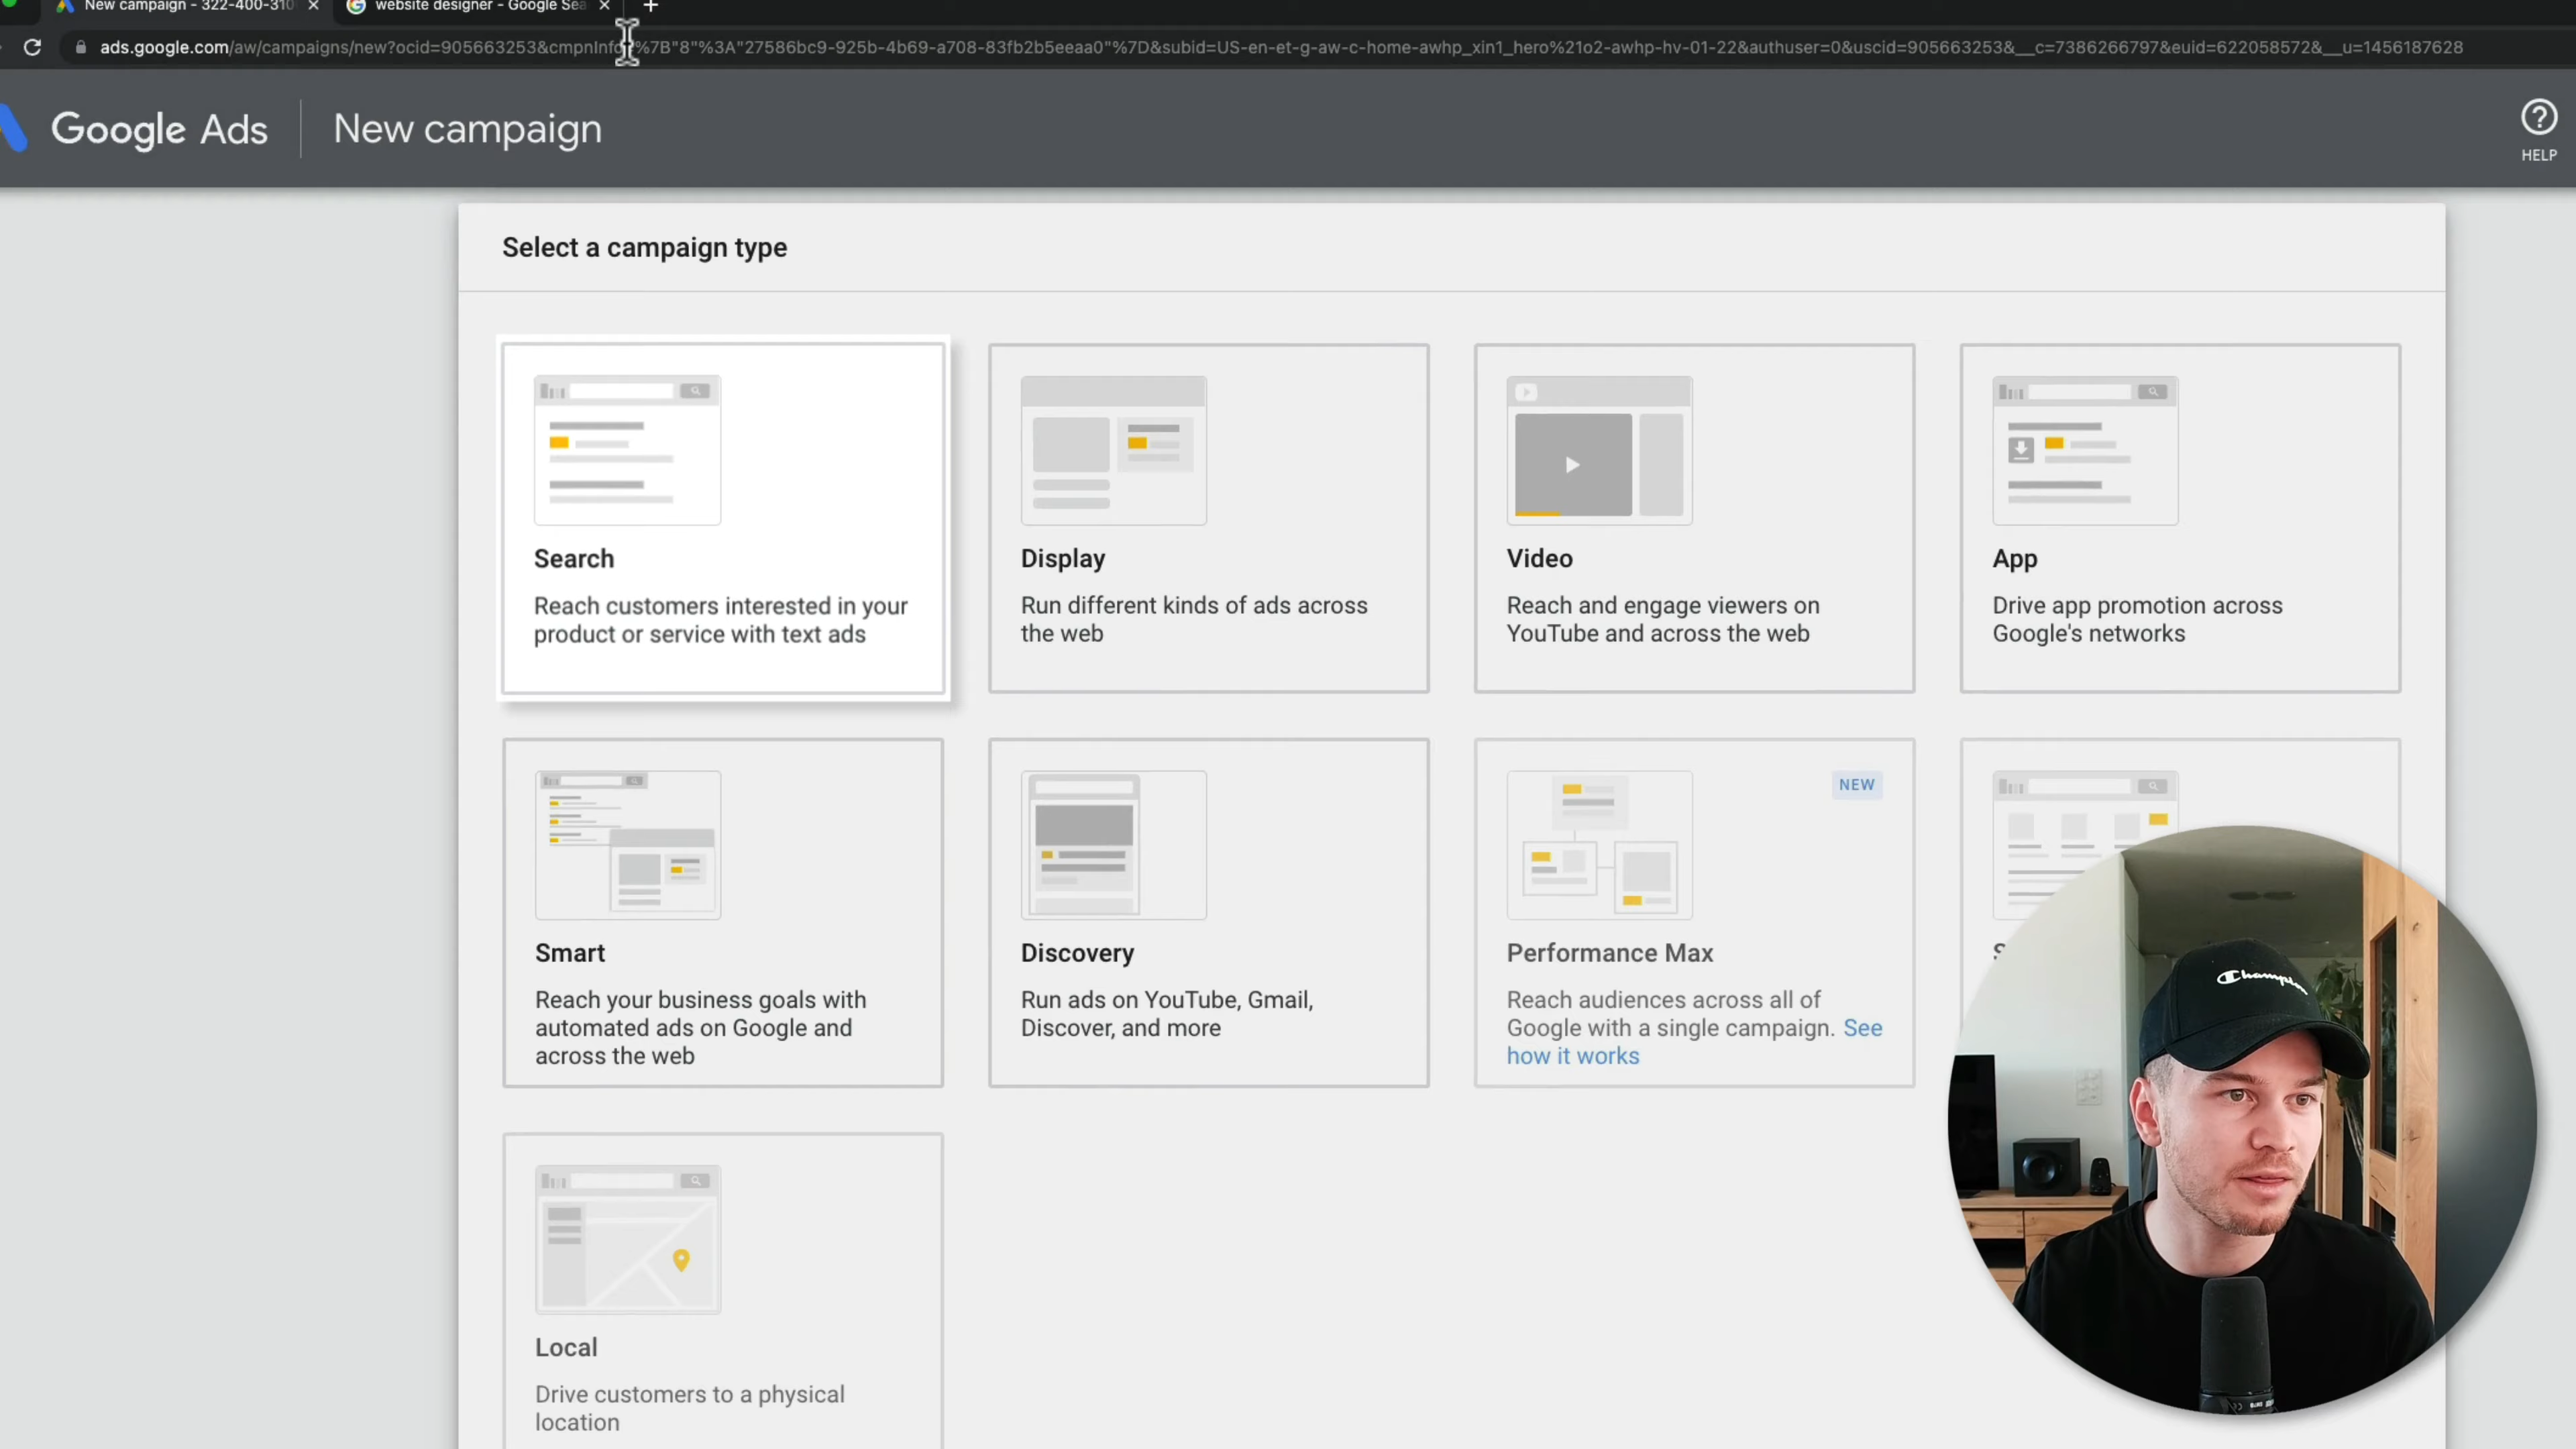 New campaign - 322-400-310
website designer - Google Sea
ads.google.com/aw/campaigns/new?ocid=905663253&cmpnInfo=%7B"8"%3A"27586bc9-925b-4b69-a708-83fb2b5eeaa0"%7D&subid=US-en-et-g-aw-c-home-awhp_xin1_hero%21o2-awhp-hv-01-22&authuser=0&uscid=905663253&__c=7386266797&euid=622058572&__u=1456187628
Google Ads
New campaign
HELP
Select a campaign type
Search
Reach customers interested in your
product or service with text ads
Display
Run different kinds of ads across
the web
Video
Reach and engage viewers on
YouTube and across the web
App
Drive app promotion across
Google's networks
Smart
Reach your business goals with
automated ads on Google and
across the web
Discovery
Run ads on YouTube, Gmail,
Discover, and more
NEW
Performance Max
Reach audiences across all of
Google with a single campaign. See
how it works
Champion
Local
Drive customers to a physical
location